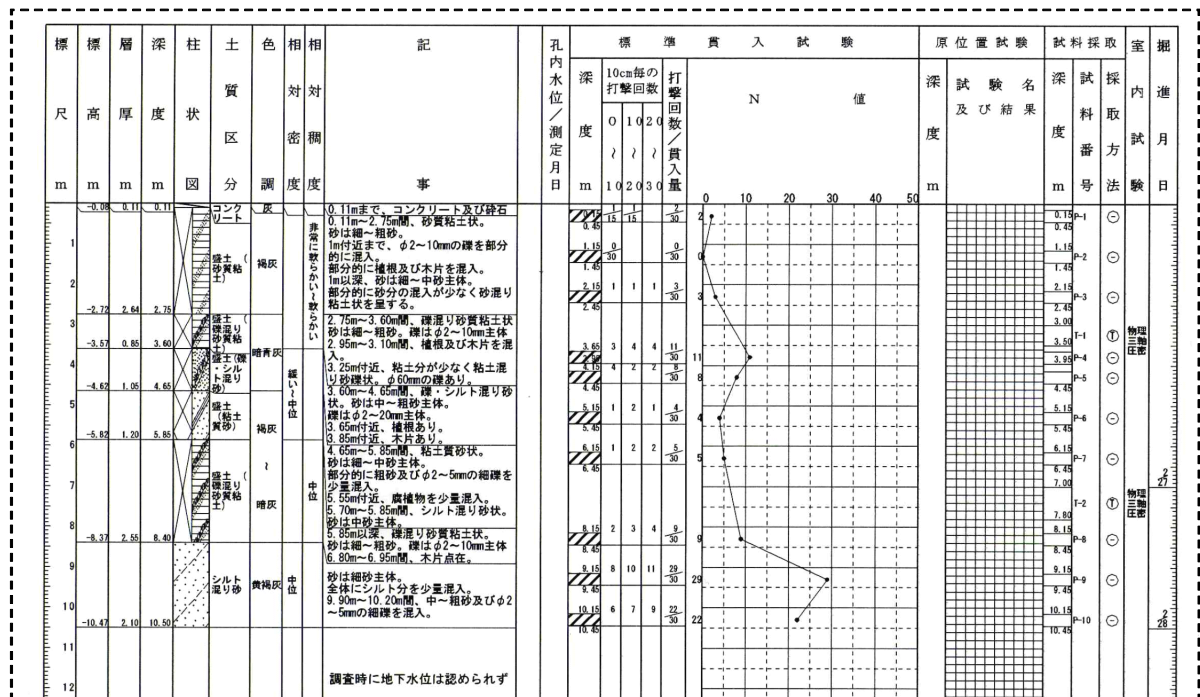 標尺 m
標高 m
層厚 m
深度 m
柱状図
土質区分
色調
相対密度
相対稠度
記事
孔内水位/測定月日
標準貫入試験
深度 m
10cm毎の打撃回数
0 10 20
~ ~ ~
10 20 30
打撃回数/貫入量
N 値
0 10 20 30 40 50
原位置試験
深度 m
試験名及び結果
試料採取
深度 m
試料番号
採取方法
室内試験
掘進月日
1
2
3
4
5
6
7
8
9
10
11
12
-0.08 0.11 0.11
-2.72 2.64 2.75
-3.57 0.85 3.60
-4.62 1.05 4.65
-5.82 1.20 5.85
-8.37 2.55 8.40
-10.47 2.10 10.50
コンクリート
盛土(砂質粘土)
盛土(礫混り砂質粘土)
盛土(礫・シルト混り砂)
盛土(粘土質砂)
盛土(礫混り砂質粘土)
シルト混り砂
灰
褐灰
暗青灰
褐灰
~
暗灰
黄褐灰
緩い~中位
中位
非常に軟らかい~軟らかい
中位
0.11mまで、コンクリート及び砕石
0.11m~2.75m間、砂質粘土状。
砂は細~粗砂。
1m付近まで、φ2~10mmの礫を部分
的に混入。
部分的に植根及び木片を混入。
1m以深、砂は細~中砂主体。
部分的に砂分の混入が少なく砂混り
粘土状を呈する。
2.75m~3.60m間、礫混り砂質粘土状
砂は細~粗砂。礫はφ2~10mm主体
2.95m~3.10m間、植根及び木片を混
入。
3.25m付近、粘土分が少なく粘土混
り砂礫状。φ60mmの礫あり。
3.60m~4.65m間、礫・シルト混り砂
状。砂は中~粗砂主体。
礫はφ2~20mm主体。
3.65m付近、植根あり。
3.85m付近、木片あり。
4.65m~5.85m間、粘土質砂状。
砂は細~中砂主体。
部分的に粗砂及びφ2~5mmの細礫を
少量混入。
5.55m付近、腐植物を少量混入。
5.70m~5.85m間、シルト混り砂状。
砂は中砂主体。
5.85m以深、礫混り砂質粘土状。
砂は細~粗砂。礫はφ2~10mm主体
6.80m~6.95m間、木片点在。
砂は細砂主体。
全体にシルト分を少量混入。
9.90m~10.20m間、中~粗砂及びφ2
~5mmの細礫を混入。
調査時に地下水位は認められず
0.15 1/15 1/15 2/30 2
0.45
1.15 0/30 0/30 0
1.45
2.15 1 1 1 3/30 3
2.45
3.65 3 4 4 11/30 11
4.15 4 2 2 8/30 8
4.45
5.15 1 2 1 4/30 4
5.45
6.15 1 2 2 5/30 5
6.45
8.15 2 3 4 9/30 9
8.45
9.15 8 10 11 29/30 29
9.45
10.15 6 7 9 22/30 22
10.45
0.15 P-1
0.45
1.15 P-2
1.45
2.15 P-3
2.45
3.00
T-1 T
3.50
P-4
3.95
P-5
4.45
5.15 P-6
5.45
6.15 P-7
6.45
7.00
T-2 T
7.80
8.15 P-8
8.45
9.15 P-9
9.45
10.15 P-10
10.45
物理
三軸
圧密
物理
三軸
圧密
2/27
2/28